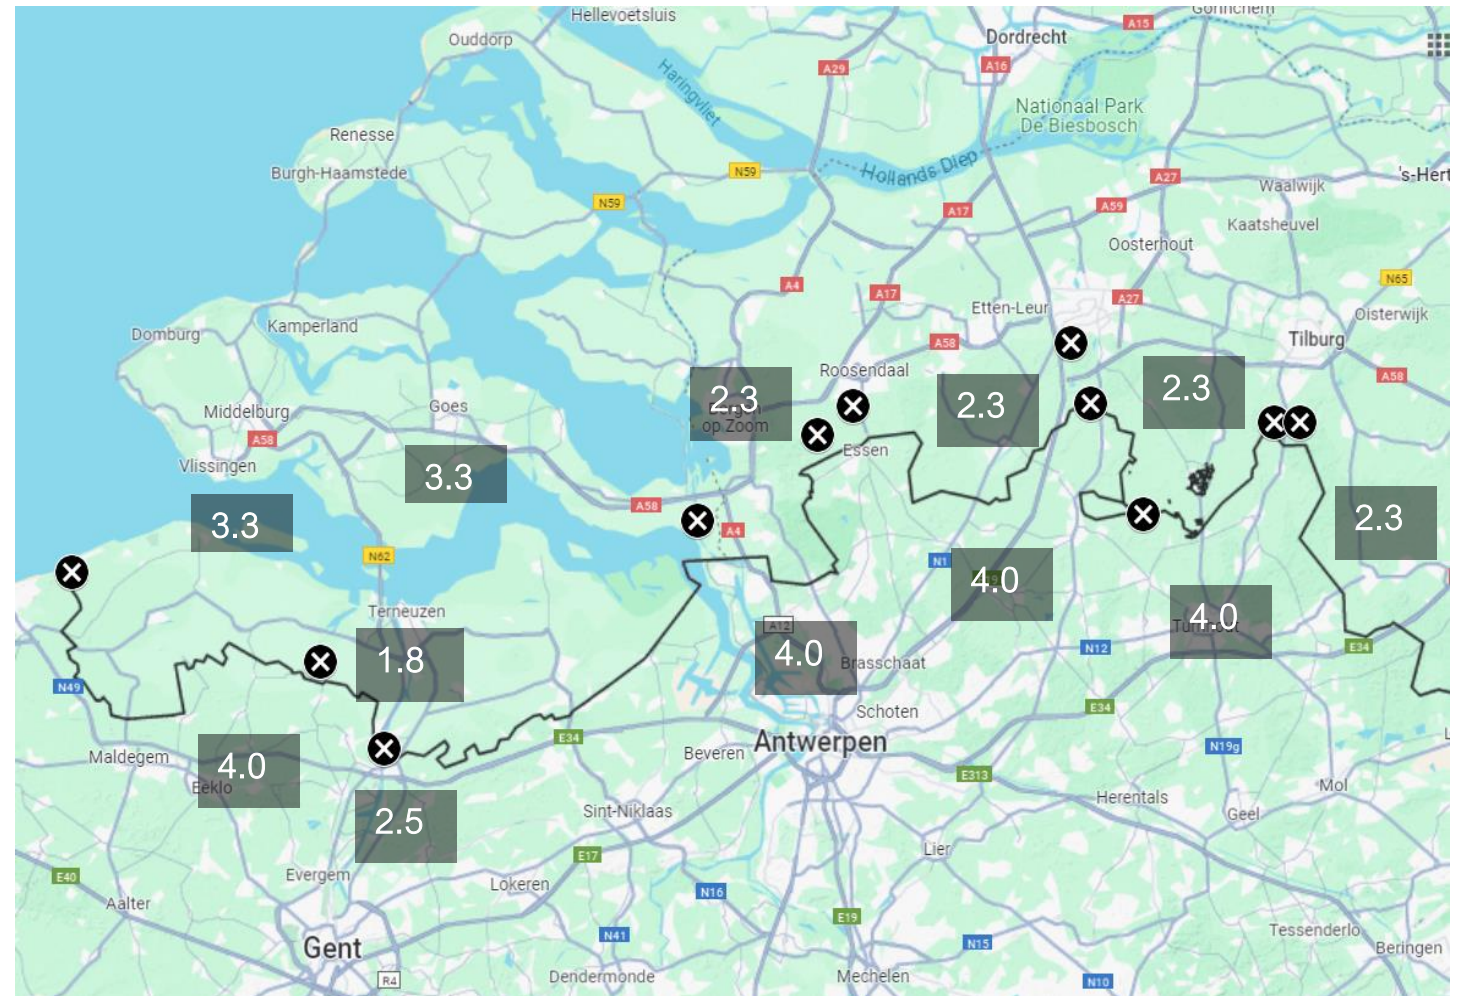 Hellevoetsluis
Gorinchem
A15
Ouddorp
Dordrecht
A29
A16
Haringvliet
Nationaal Park
De Biesbosch
Renesse
Burgh-Haamstede
N59
Hollands Diep
A27
's-Hert
Waalwijk
N59
A17
A59
Kaatsheuvel
Oosterhout
A4
A17
A27
N65
Etten-Leur
Oisterwijk
Kamperland
Domburg
Tilburg
A58
Roosendaal
A58
2.3
2.3
2.3
Middelburg
Goes
op Zoom
A58
Essen
Vlissingen
3.3
3.3
A58
A4
2.3
N62
N1
4.0
Terneuzen
4.0
A12
4.0
1.8
Brasschaat
N12
E34
N49
Schoten
E34
E34
Antwerpen
Maldegem
Beveren
N19g
4.0
Eeklo
E313
Mol
Herentals
Sint-Niklaas
Geel
2.5
Lier
E17
E40
Evergem
Lokeren
N16
Aalter
E19
Tessenderlo
Gent
N41
N15
Beringen
R4
Dendermonde
Mechelen
N10